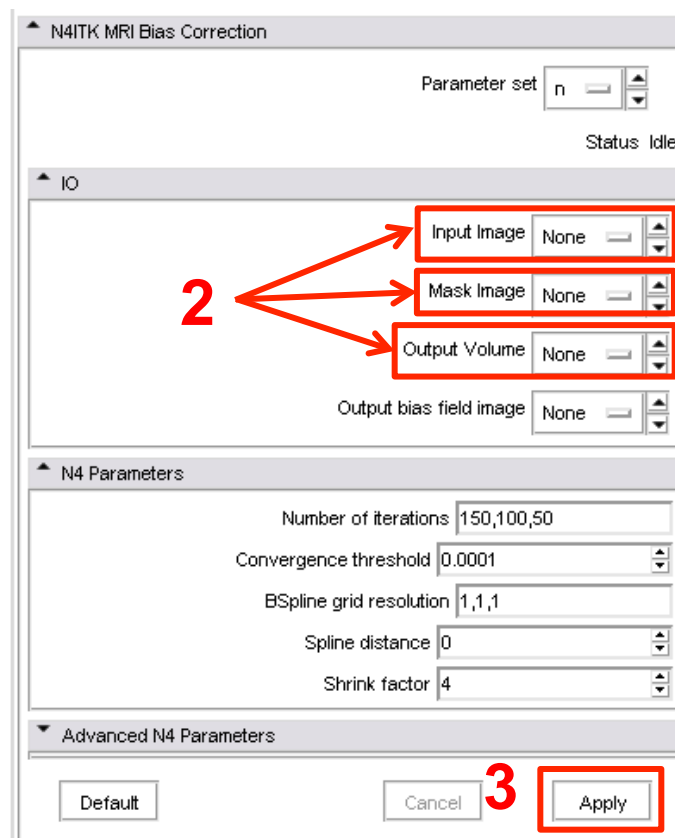 N4ITK MRI Bias Correction
Parameter set n
Status Idle
IO
Input Image None
2
Mask Image None
Output Volume None
Output bias field image None
N4 Parameters
Number of iterations 150,100,50
Convergence threshold 0.0001
BSpline grid resolution 1,1,1
Spline distance 0
Shrink factor 4
Advanced N4 Parameters
Default Cancel 3 Apply